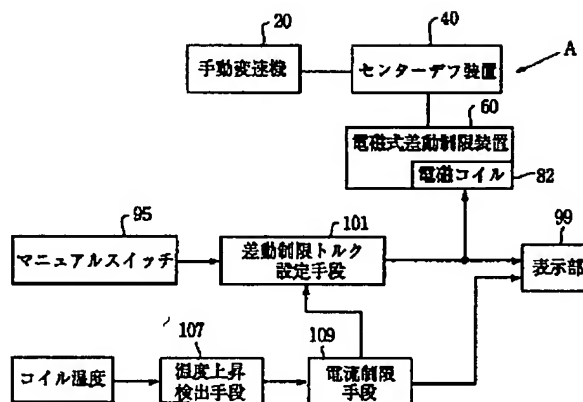 20
手動変速機
40
センターデフ装置
A
60
電磁式差動制限装置
電磁コイル
82
95
マニュアルスイッチ
101
差動制限トルク
設定手段
99
表示部
コイル温度
107
温度上昇
検出手段
109
電流制限
手段